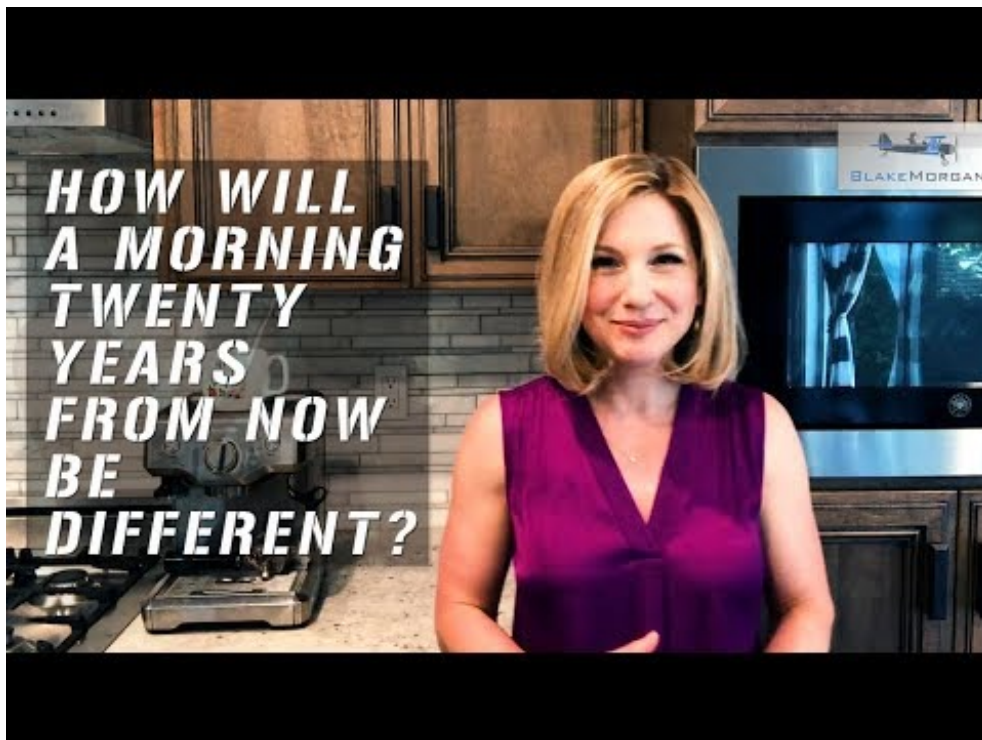 HOW WILL
A MORNING
TWENTY
YEARS
FROM NOW
BE
DIFFERENT?
BLAKEMORGAN